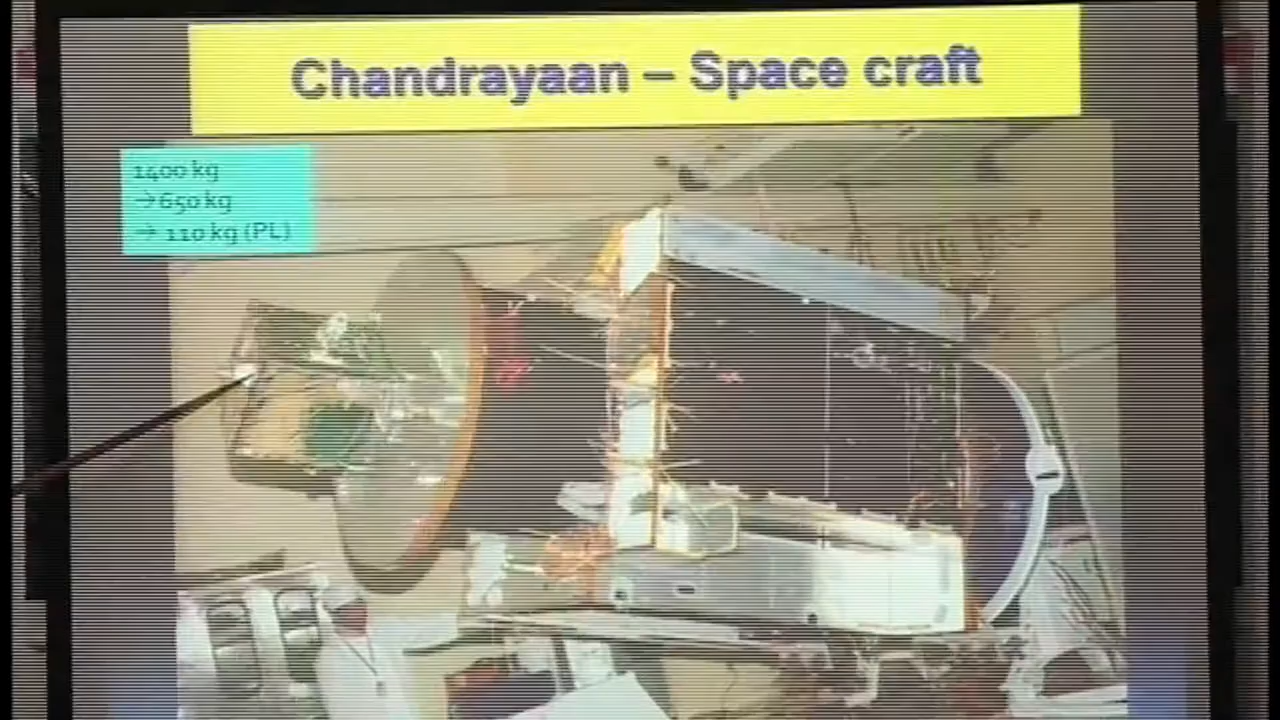 Chandrayaan – Space craft
1400 kg
→650 kg
→ 110 kg (PL)